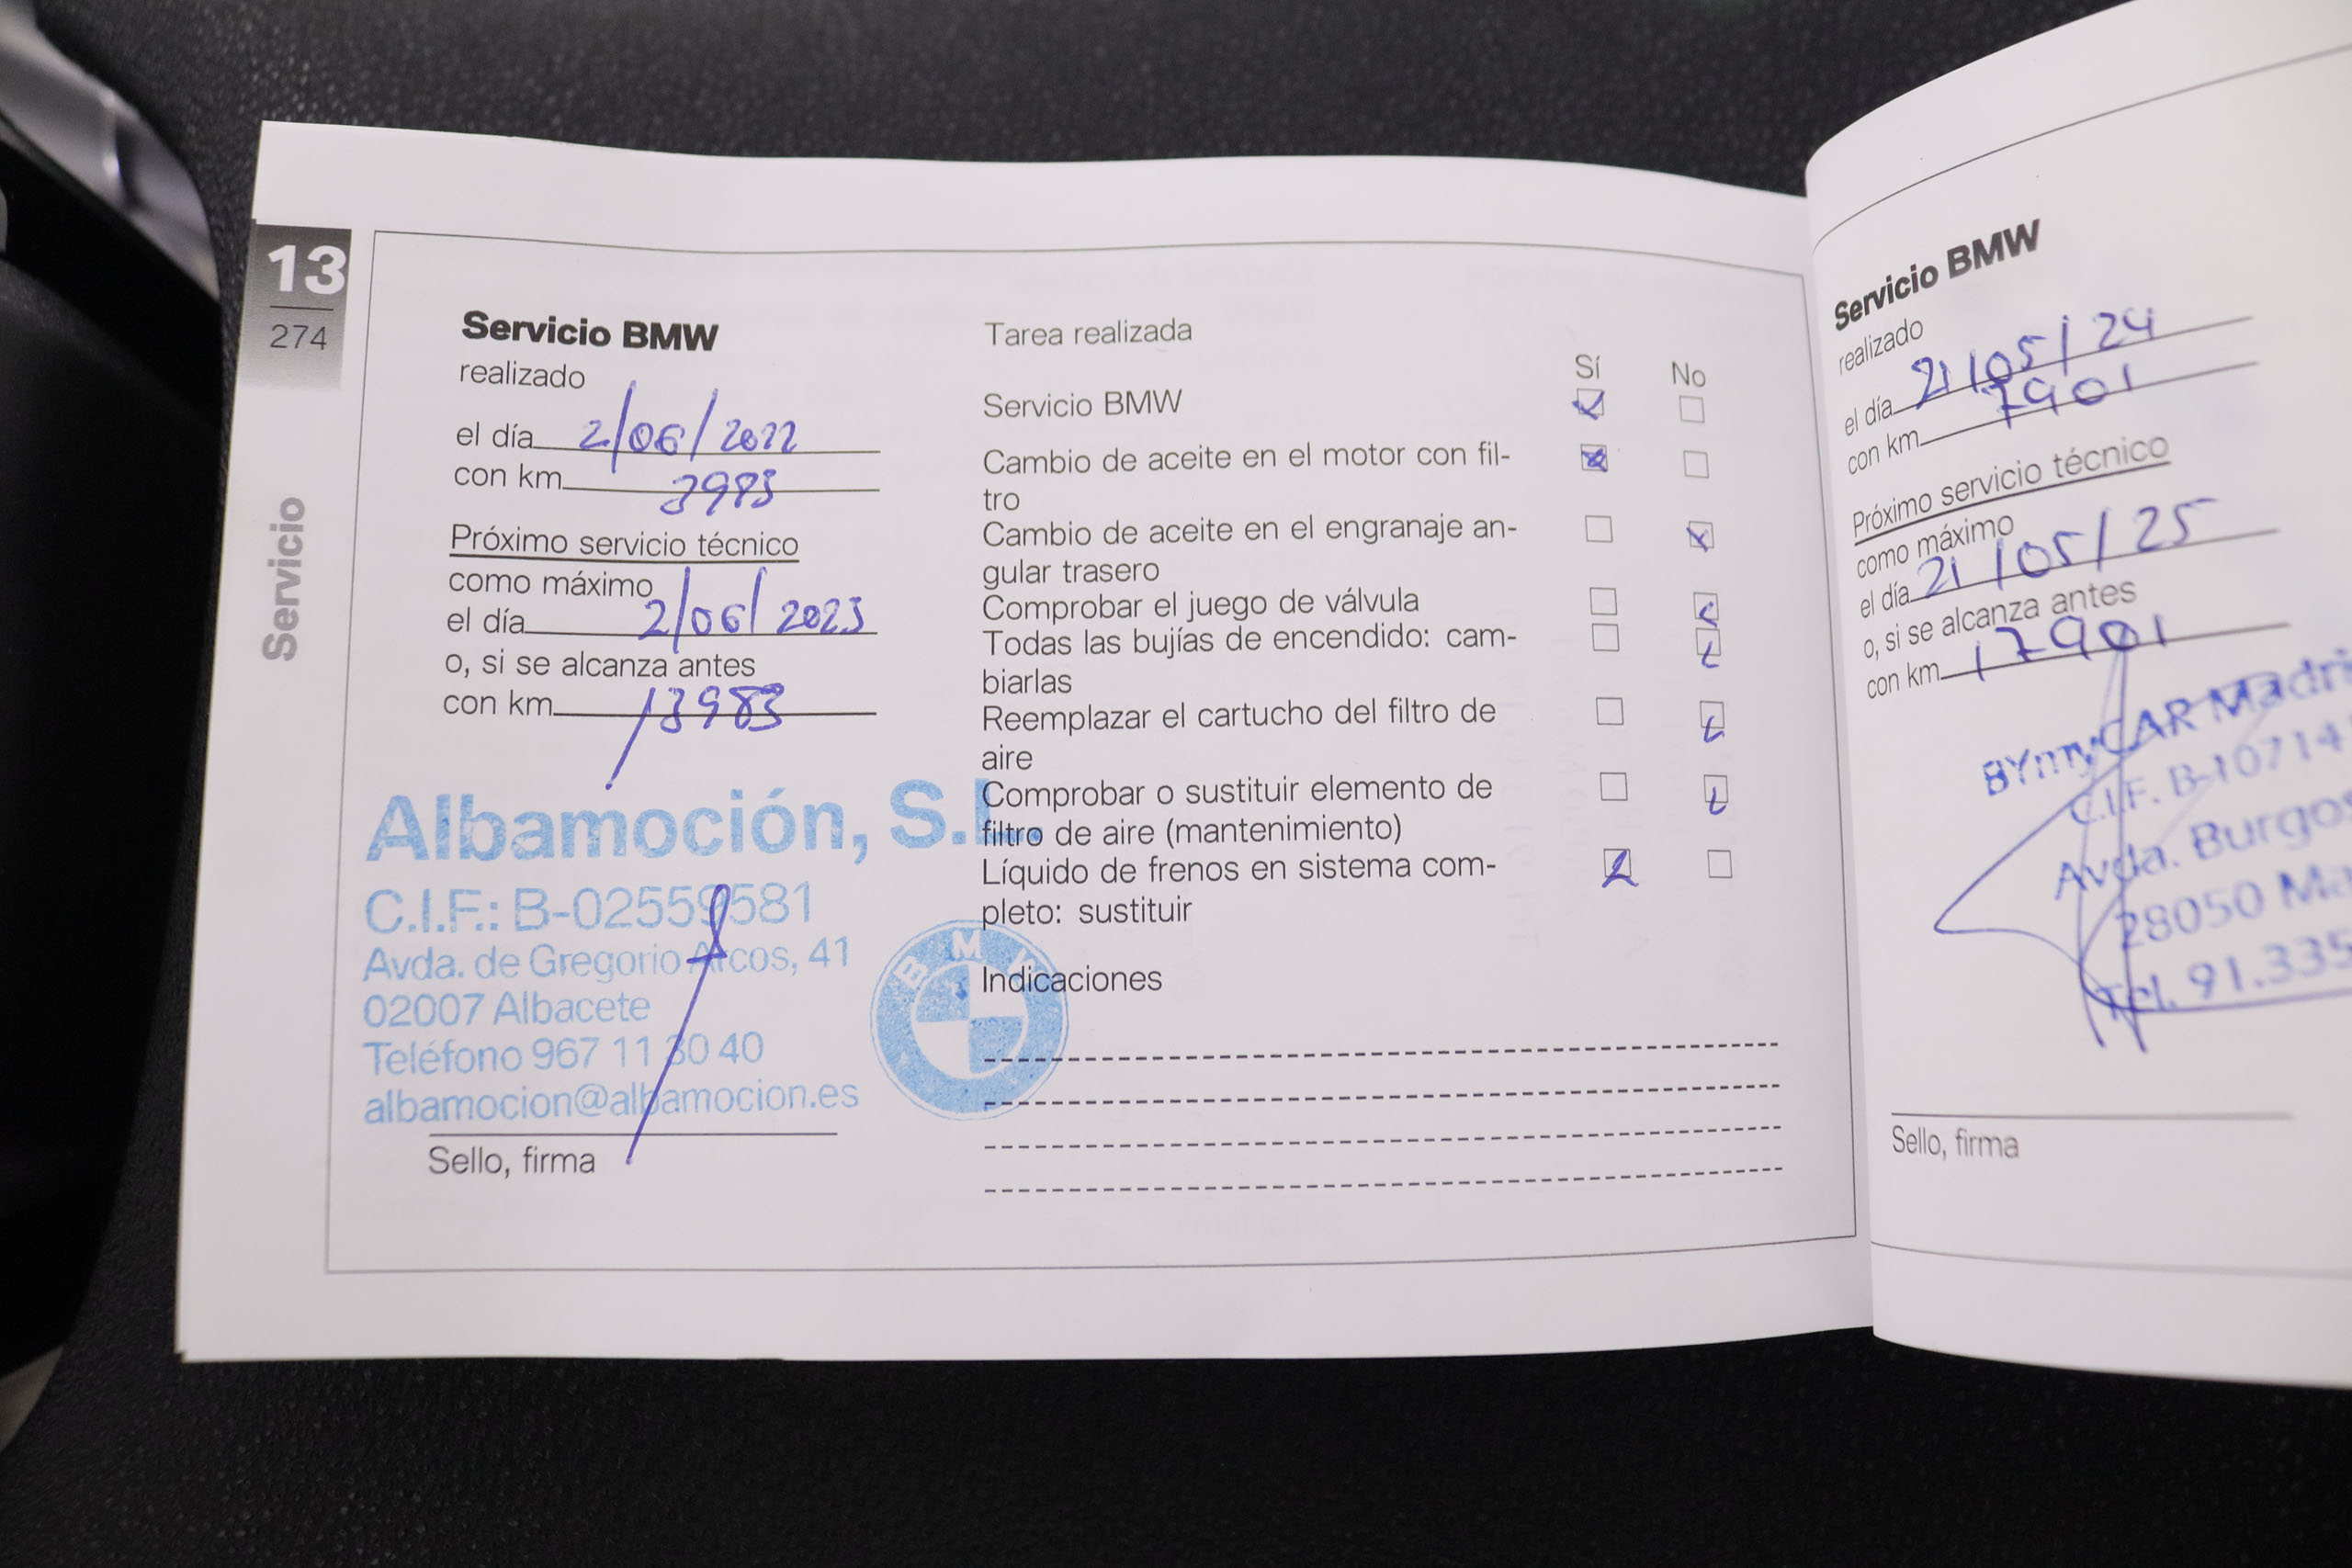 13
274
Servicio
Servicio BMW
realizado
el día 2/06/2022
con km 3983
Próximo servicio técnico
como máximo
el día 2/06/2023
o, si se alcanza antes
con km 13983
Albamoción, S.L.
C.I.F.: B-02559581
Avda. de Gregorio Arcos, 41
02007 Albacete
Teléfono 967 11 30 40
albamocion@albamocion.es
Sello, firma
BMW
Tarea realizada
Sí No
Servicio BMW
Cambio de aceite en el motor con fil-
tro
Cambio de aceite en el engranaje an-
gular trasero
Comprobar el juego de válvula
Todas las bujías de encendido: cam-
biarlas
Reemplazar el cartucho del filtro de
aire
Comprobar o sustituir elemento de
filtro de aire (mantenimiento)
Líquido de frenos en sistema com-
pleto: sustituir
Indicaciones
Servicio BMW
realizado
el día 21/05/24
con km 7901
Próximo servicio técnico
como máximo
el día 21/05/25
o, si se alcanza antes
con km 17901
BYmyCAR Madri
C.I.F. B-10714
Avda. Burgos
28050 Ma
Tel. 91.335
Sello, firma